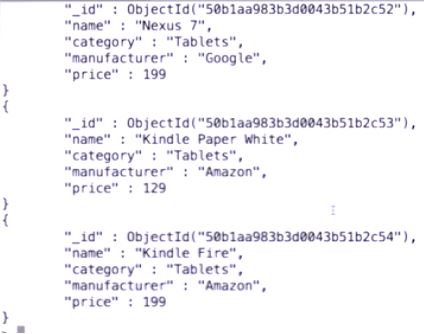 "_id" : ObjectId("50b1aa983b3d0043b51b2c52"),
"name" : "Nexus 7",
"category" : "Tablets",
"manufacturer" : "Google",
"price" : 199
}
{
"_id" : ObjectId("50b1aa983b3d0043b51b2c53"),
"name" : "Kindle Paper White",
"category" : "Tablets",
"manufacturer" : "Amazon",
"price" : 129
}
{
"_id" : ObjectId("50b1aa983b3d0043b51b2c54"),
"name" : "Kindle Fire",
"category" : "Tablets",
"manufacturer" : "Amazon",
"price" : 199
}
>